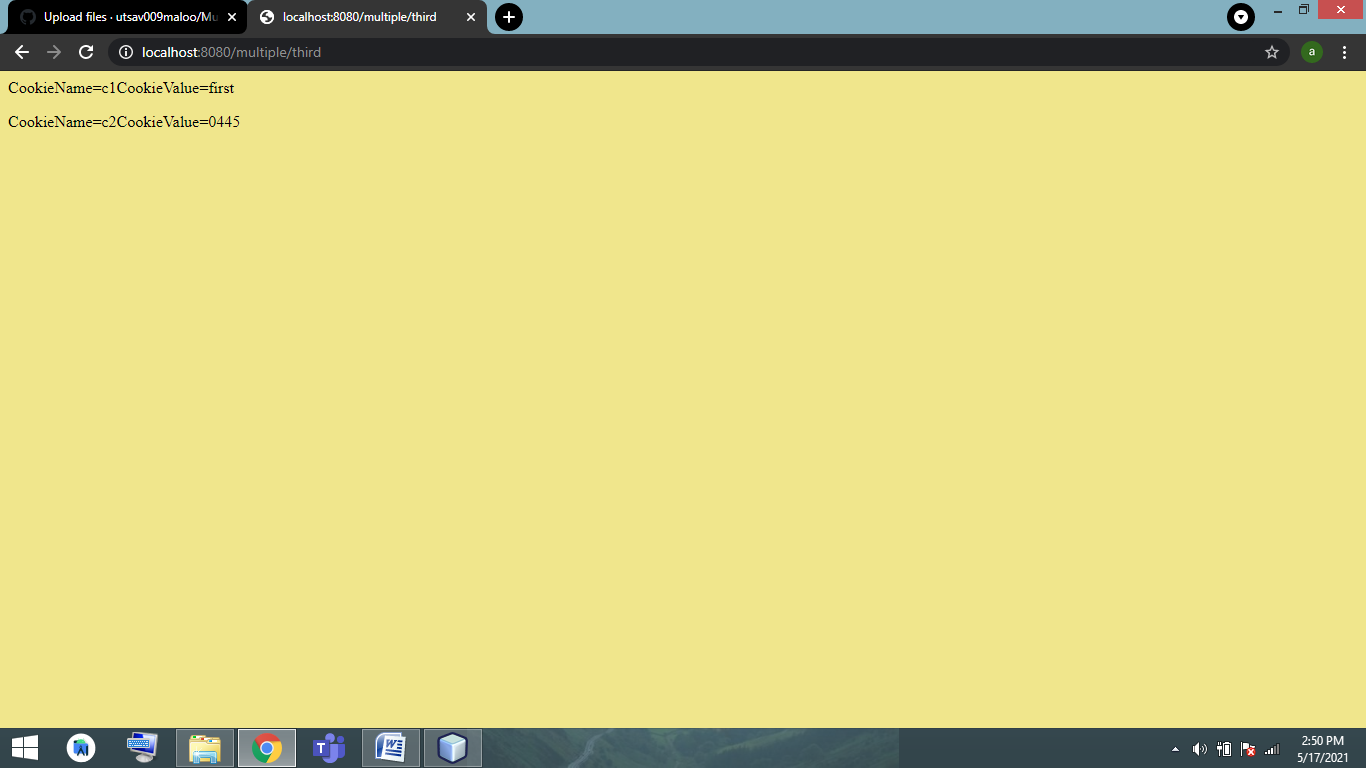 Upload files · utsav009maloo/Mu
localhost:8080/multiple/third
localhost:8080/multiple/third
a
CookieName=c1CookieValue=first
CookieName=c2CookieValue=0445
2:50 PM
5/17/2021